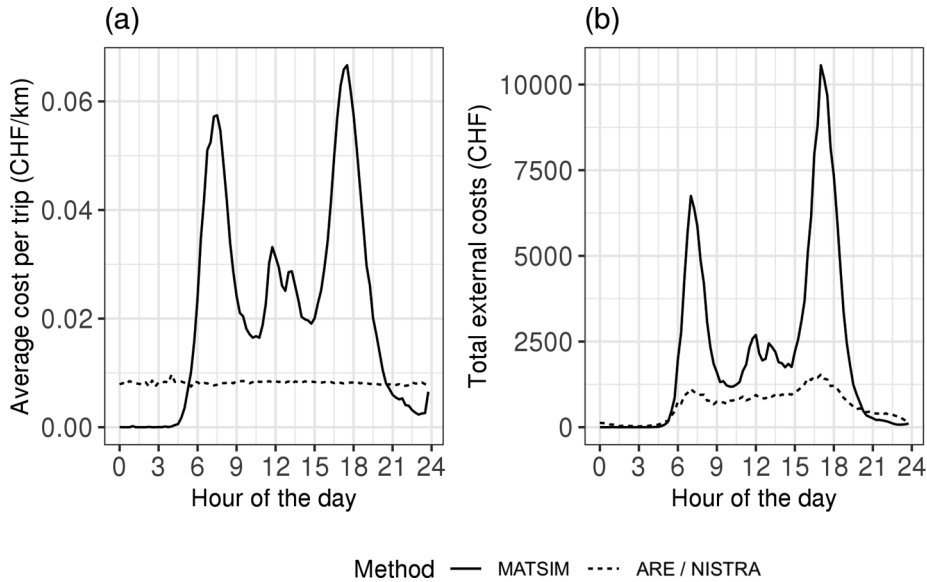 (a)
(b)
Average cost per trip (CHF/km)
0.06
0.04
0.02
0.00
0 3 6 9 12 15 18 21 24
Hour of the day
Total external costs (CHF)
10000
7500
5000
2500
0
0 3 6 9 12 15 18 21 24
Hour of the day
Method MATSIM ARE / NISTRA